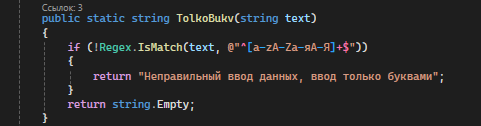 Ссылок: 3
public static string TolkoBukv(string text)
{
if (!Regex.IsMatch(text, @"^[a-zA-Za-яA-Я]+$"))
{
return "Неправильный ввод данных, ввод только буквами";
}
return string.Empty;
}